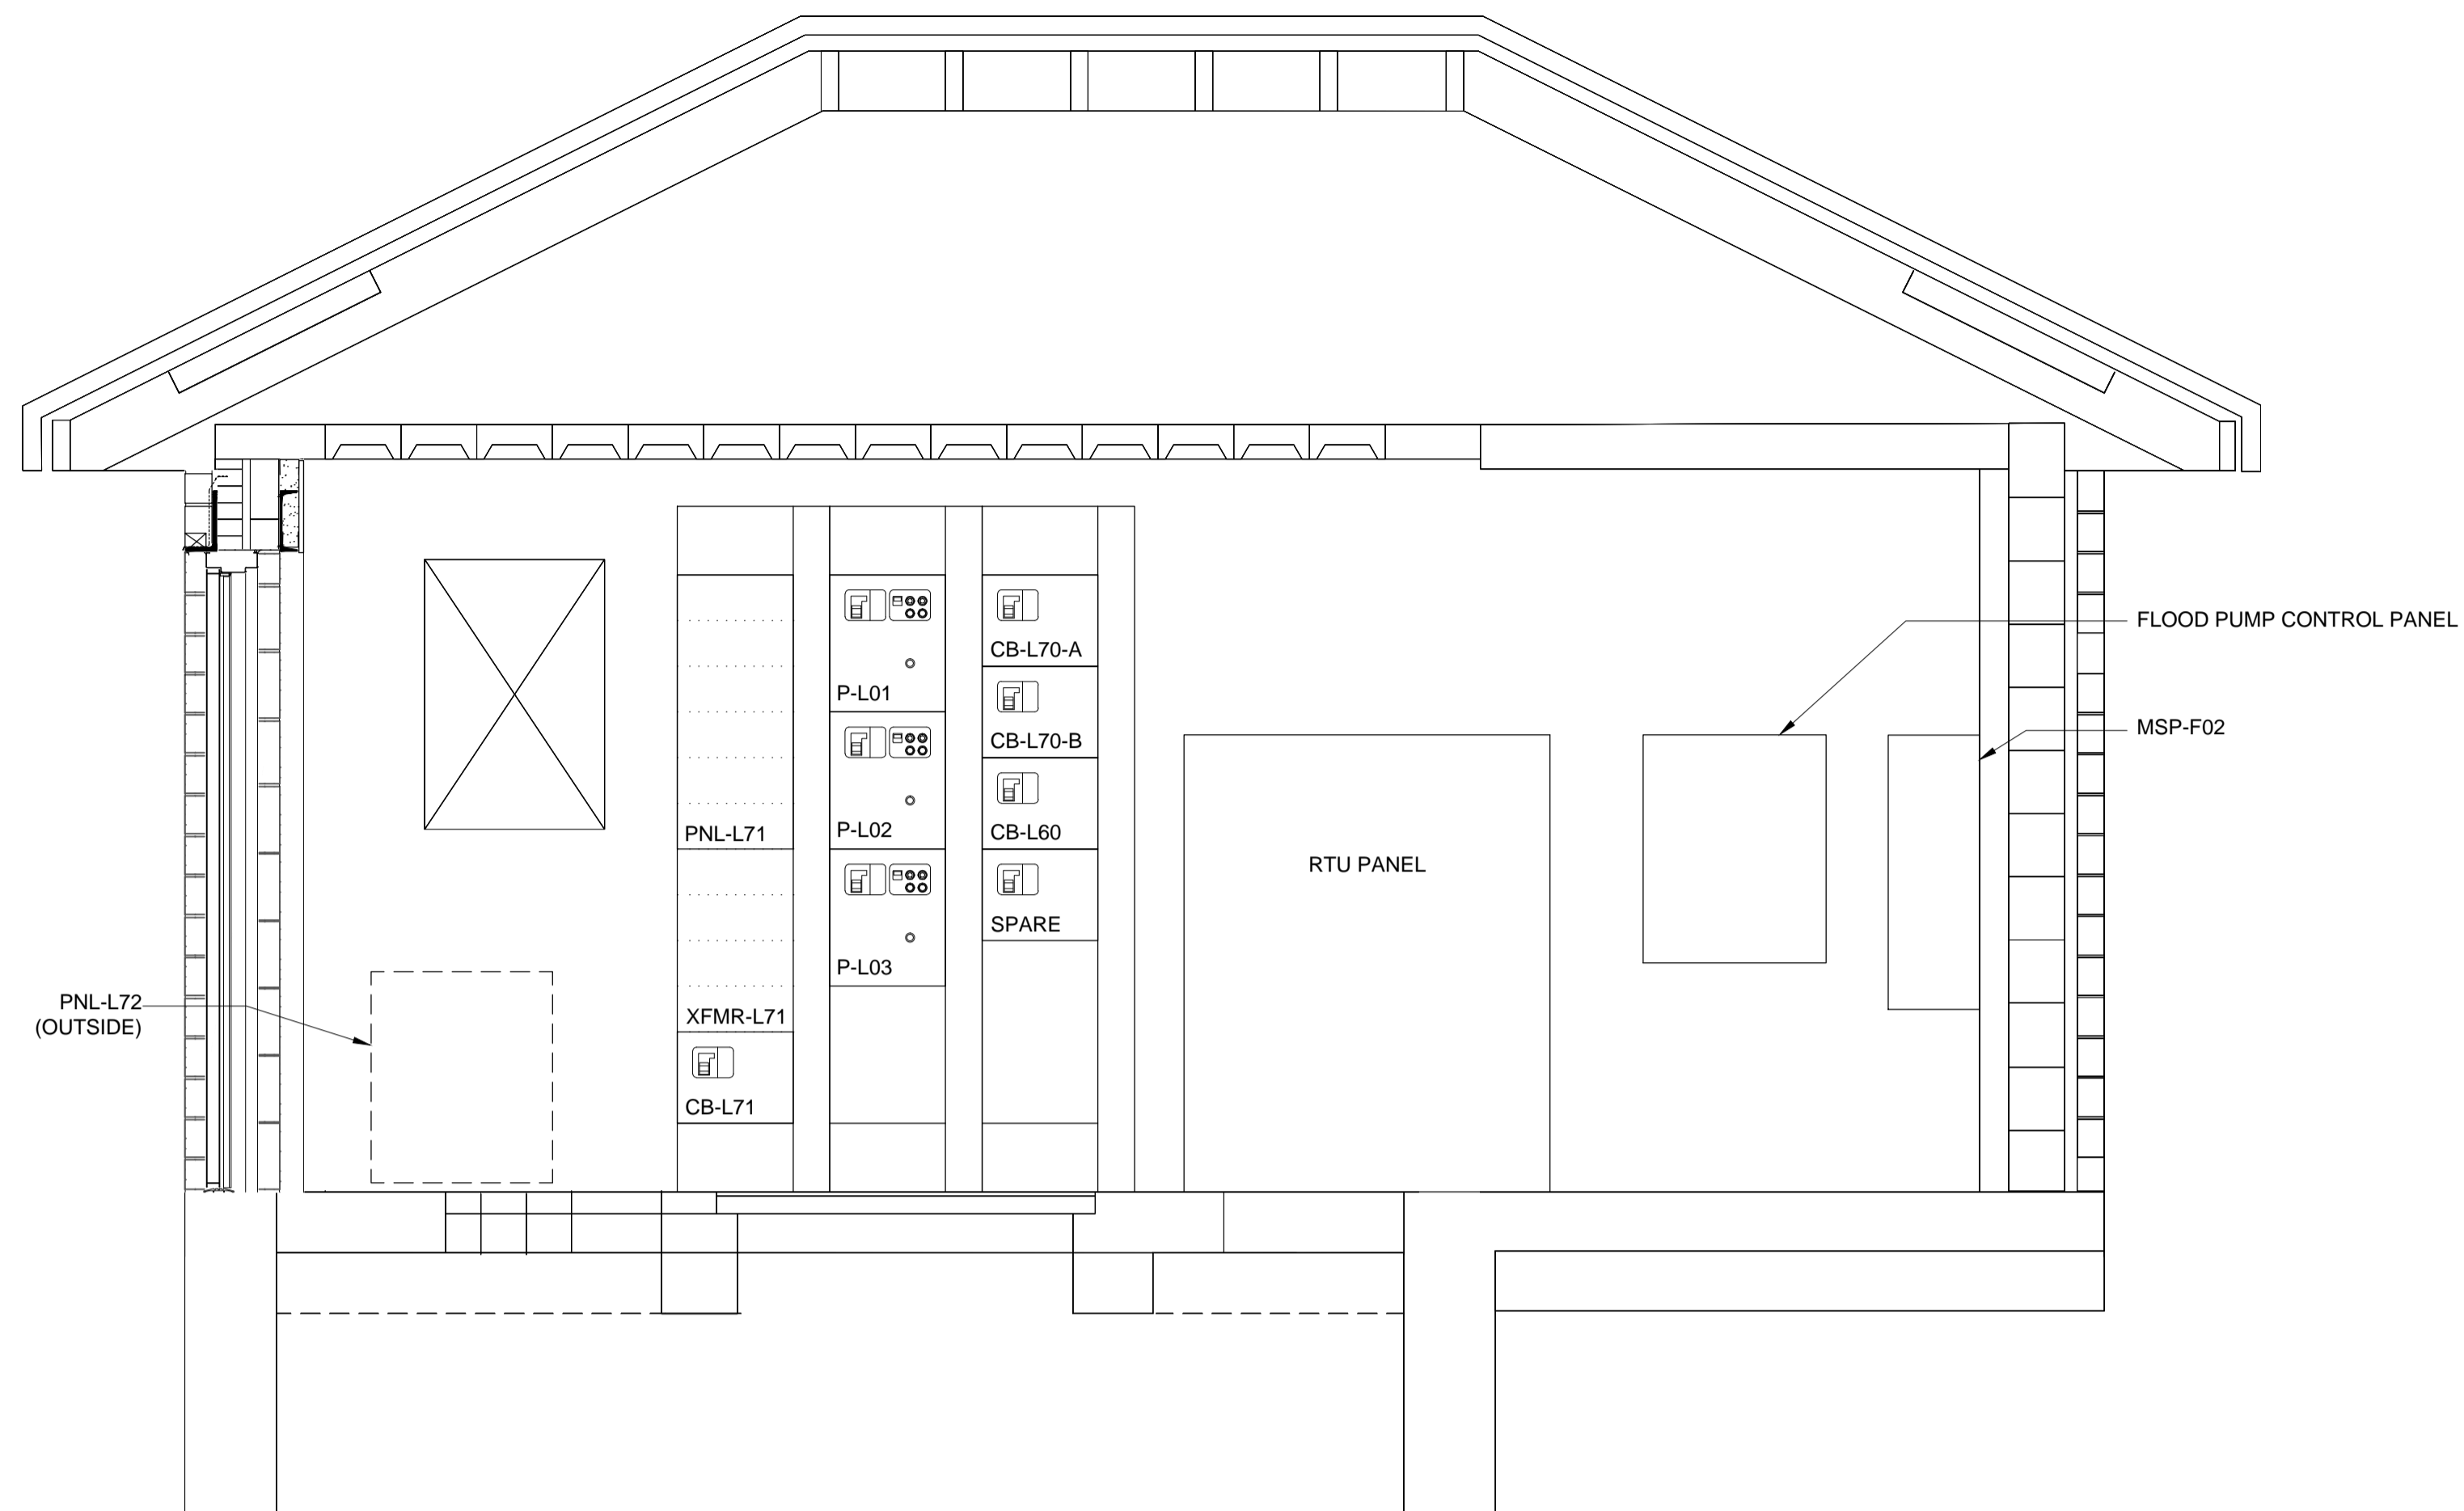 FLOOD PUMP CONTROL PANEL
CB-L70-A
P-L01
MSP-F02
CB-L70-B
PNL-L71
P-L02
CB-L60
RTU PANEL
SPARE
P-L03
PNL-L72
(OUTSIDE)
XFMR-L71
CB-L71